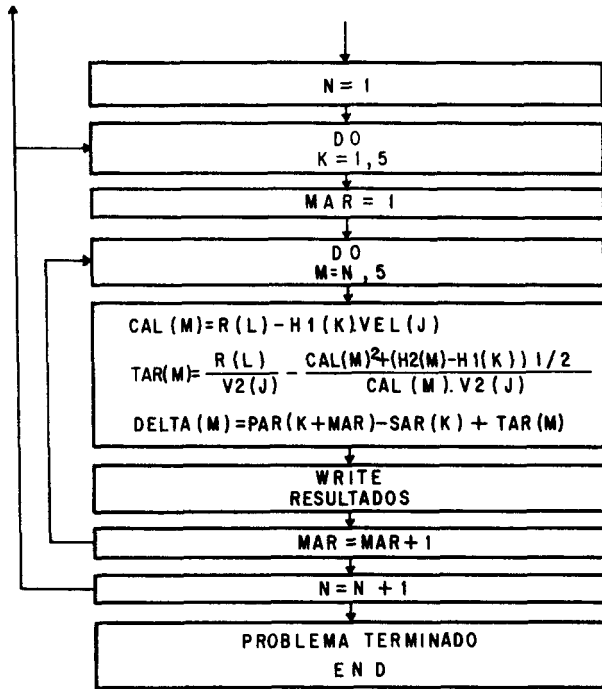 N = 1
DO
K = 1, 5
MAR = 1
DO
M = N, 5
CAL (M) = R (L) - H1 (K).VEL (J)
TAR(M) = R (L) / V2 (J) - CAL(M)²+(H2(M)-H1(K)) 1/2 / CAL (M). V2 (J)
DELTA (M) = PAR (K+MAR) - SAR (K) + TAR(M)
WRITE
RESULTADOS
MAR = MAR + 1
N = N + 1
PROBLEMA TERMINADO
END